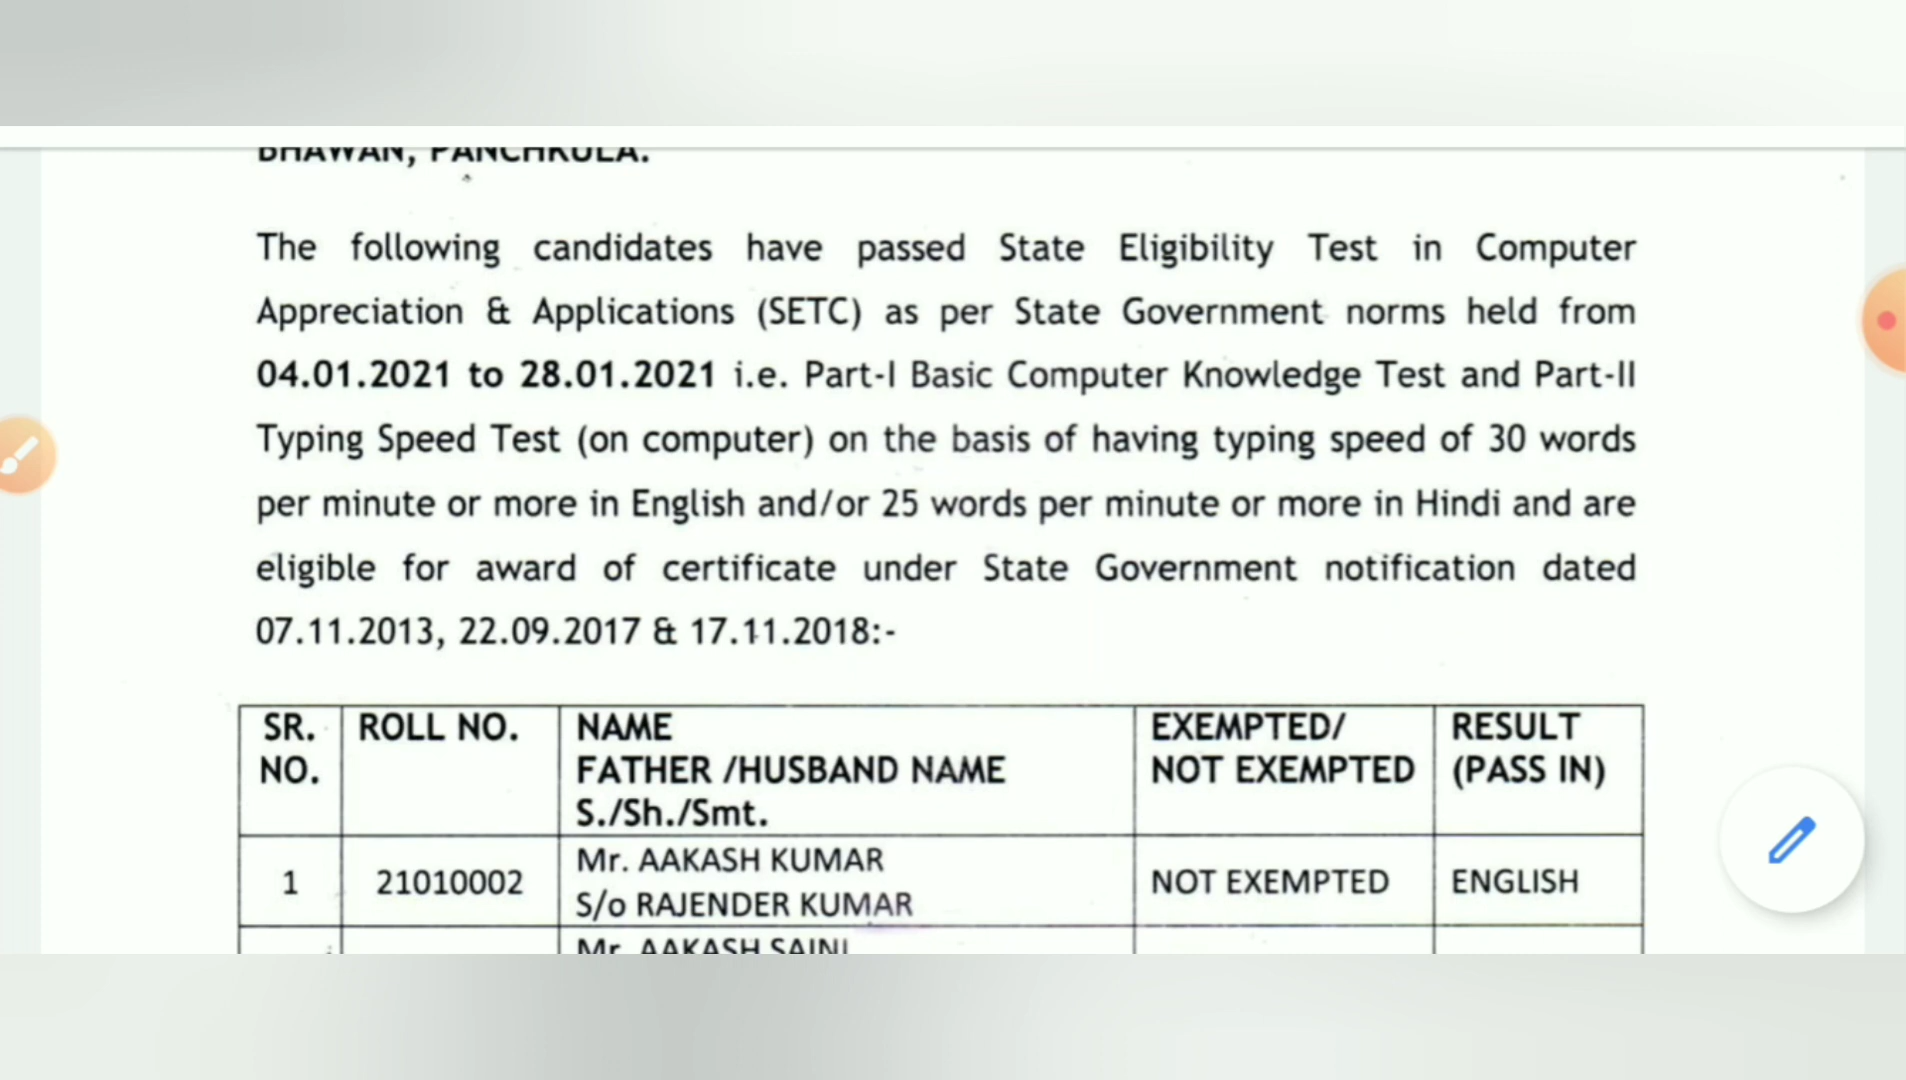 BHAWAN, PANCHKULA.
The following candidates have passed State Eligibility Test in Computer
Appreciation & Applications (SETC) as per State Government norms held from
04.01.2021 to 28.01.2021 i.e. Part-I Basic Computer Knowledge Test and Part-II
Typing Speed Test (on computer) on the basis of having typing speed of 30 words
per minute or more in English and/or 25 words per minute or more in Hindi and are
eligible for award of certificate under State Government notification dated
07.11.2013, 22.09.2017 & 17.11.2018:-
SR. NO. ROLL NO. NAME FATHER /HUSBAND NAME S./Sh./Smt. EXEMPTED/ NOT EXEMPTED RESULT (PASS IN)
1 21010002 Mr. AAKASH KUMAR S/o RAJENDER KUMAR NOT EXEMPTED ENGLISH
Mr. AAKASH SAINI